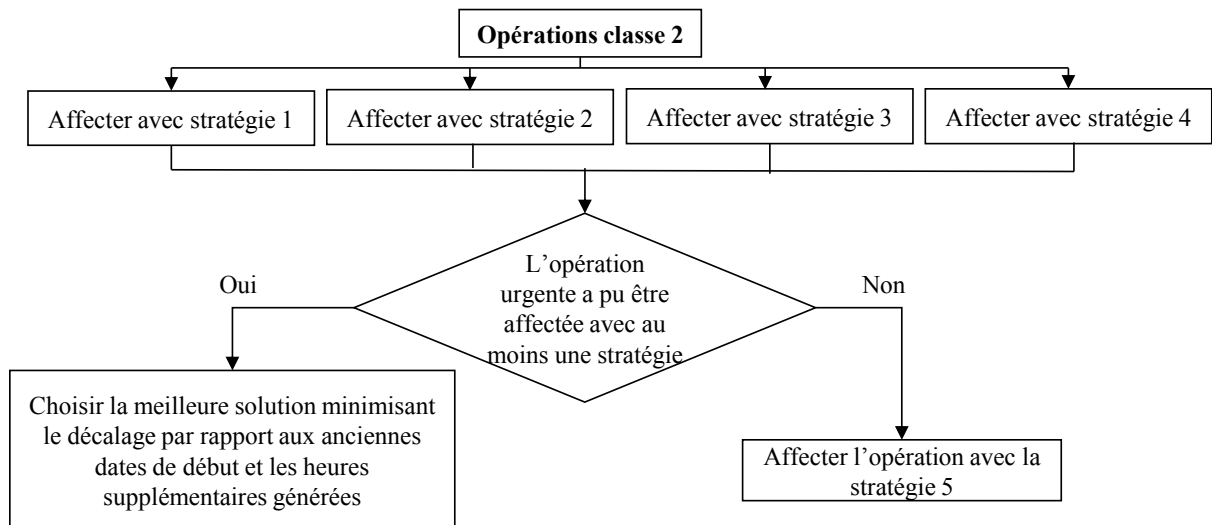 Opérations classe 2
Affecter avec stratégie 1
Affecter avec stratégie 2
Affecter avec stratégie 3
Affecter avec stratégie 4
L’opération
urgente a pu être
affectée avec au
moins une stratégie
Oui
Non
Choisir la meilleure solution minimisant
le décalage par rapport aux anciennes
dates de début et les heures
supplémentaires générées
Affecter l’opération avec la
stratégie 5